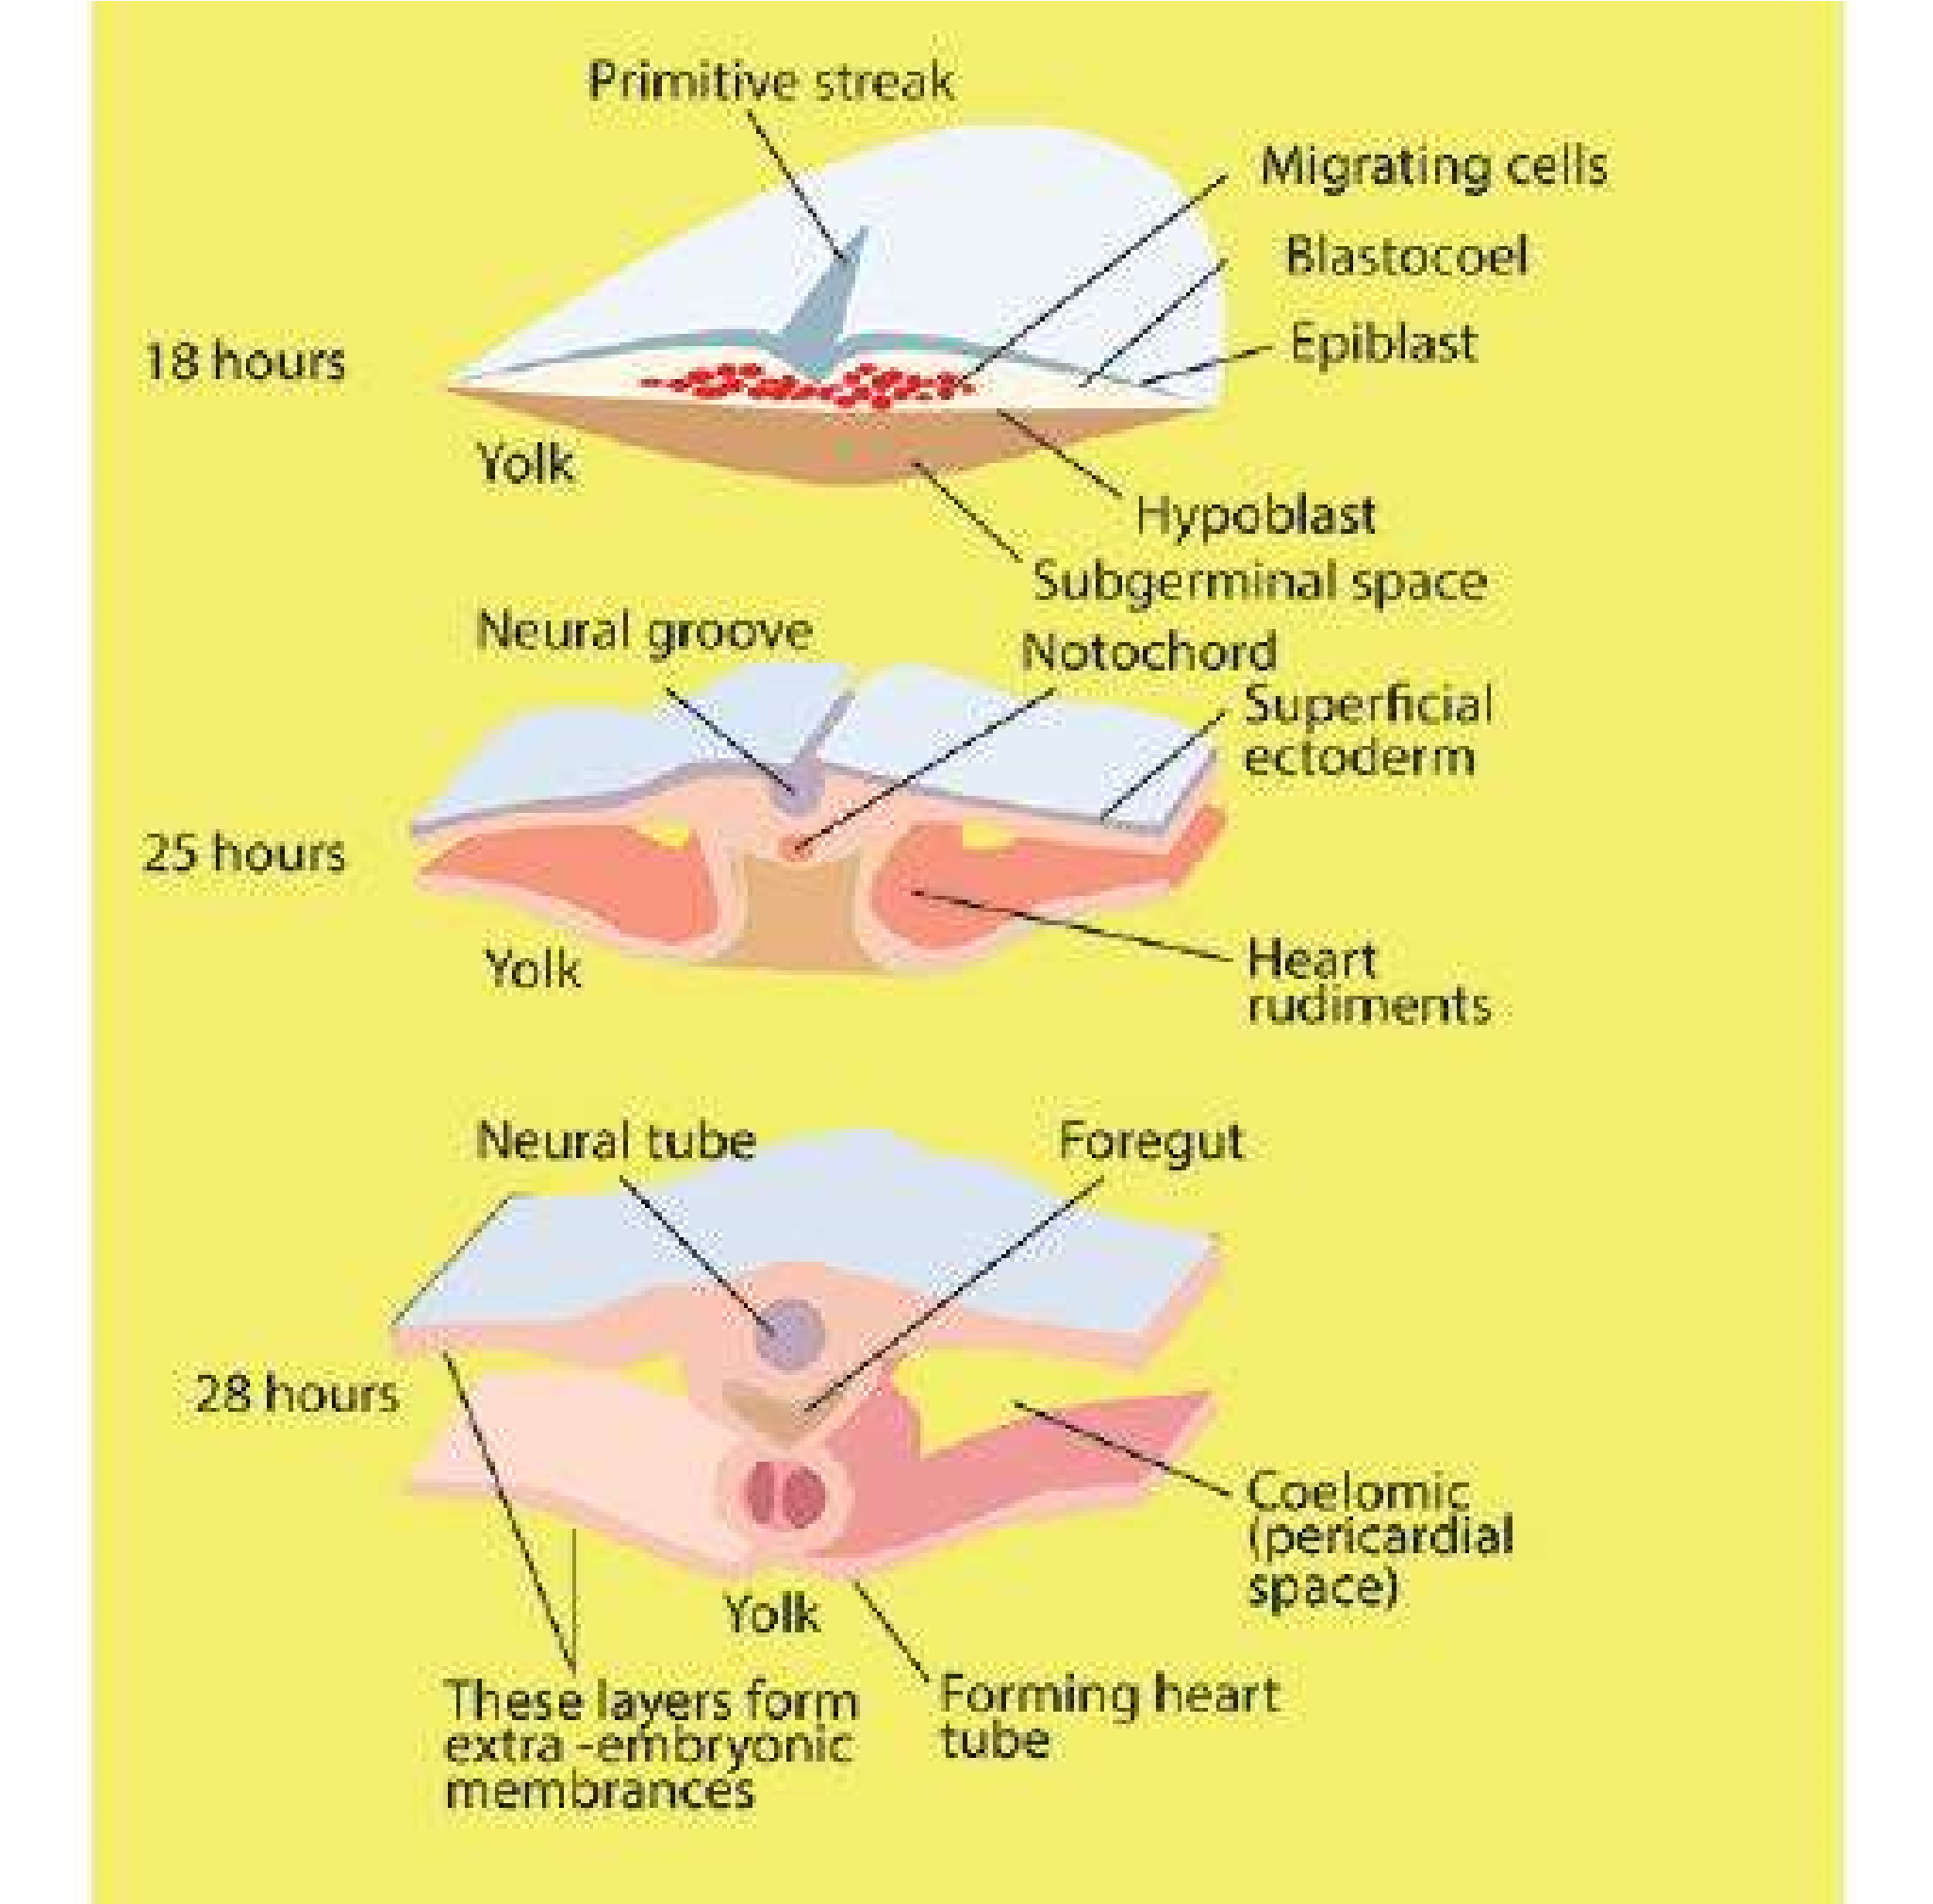 Primitive streak
Migrating cells
Blastocoel
Epiblast
18 hours
Yolk
Hypoblast
Subgerminal space
Neural groove
Notochord
Superficial
ectoderm
25 hours
Yolk
Heart
rudiments
Neural tube
Foregut
28 hours
Coelomic
(pericardial
space)
Yolk
These layers form
extra -embryonic
membrances
Forming heart
tube